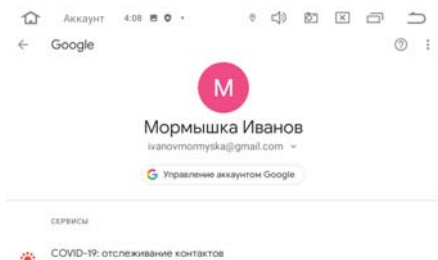 Аккаунт 4:08
Google
M
Мормышка Иванов
ivanovmormyska@gmail.com
G Управление аккаунтом Google
СЕРВИСЫ
COVID-19: отслеживание контактов